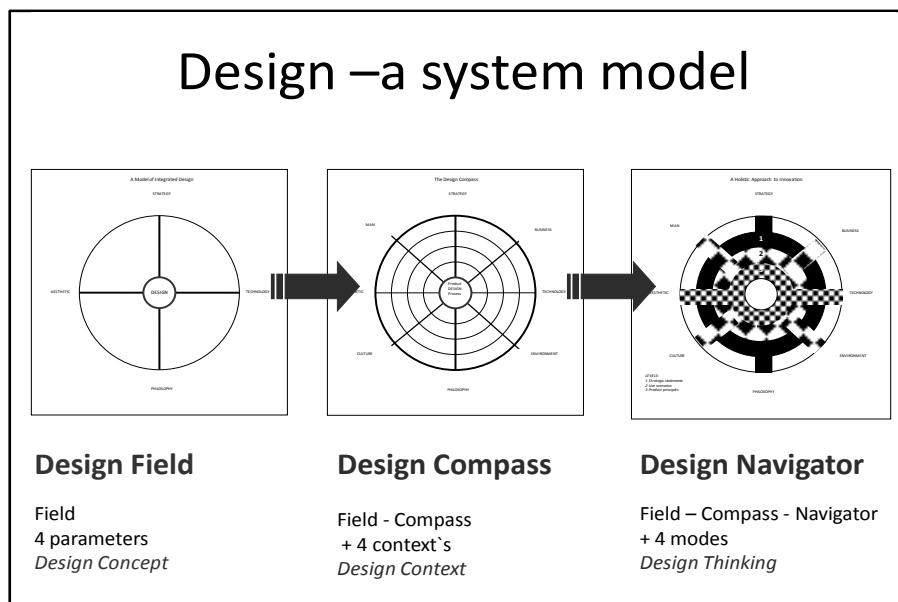 Design –a system model
A Model of Integrated Design
STRATEGY
AESTHETIC
DESIGN
TECHNOLOGY
PHILOSOPHY
The Design Compass
STRATEGY
MAN
BUSINESS
Product
DESIGN
Process
TECHNOLOGY
CULTURE
ENVIRONMENT
PHILOSOPHY
A Holistic Approach to Innovation
STRATEGY
MAN
BUSINESS
1
2
AESTHETIC
TECHNOLOGY
CULTURE
ENVIRONMENT
LEVELS:
1 Strategic statements
2 Use scenarios
3 Product principles
PHILOSOPHY
Design Field
Field
4 parameters
Design Concept
Design Compass
Field - Compass
+ 4 context`s
Design Context
Design Navigator
Field – Compass - Navigator
+ 4 modes
Design Thinking